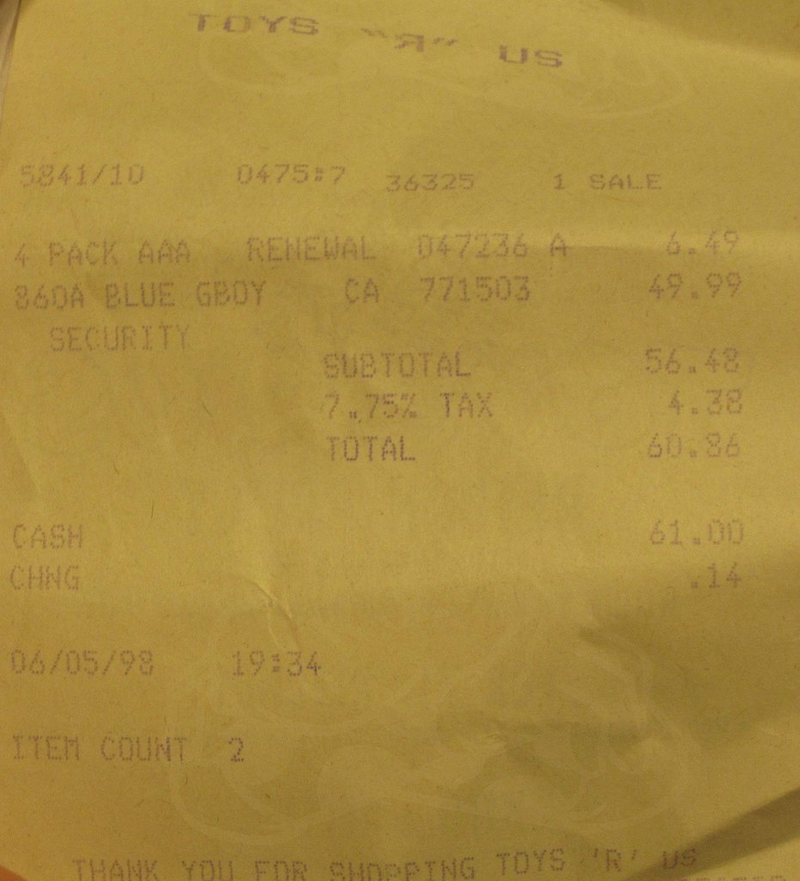 TOYS "R" US
5841/10 0475:7 36325 1 SALE
4 PACK AAA RENEWAL 047236 A 6.49
860A BLUE GBOY CA 771503 49.99
SECURITY
SUBTOTAL 56.48
7.75% TAX 4.38
TOTAL 60.86
CASH 61.00
CHNG .14
06/05/98 19:34
ITEM COUNT 2
THANK YOU FOR SHOPPING TOYS 'R' US